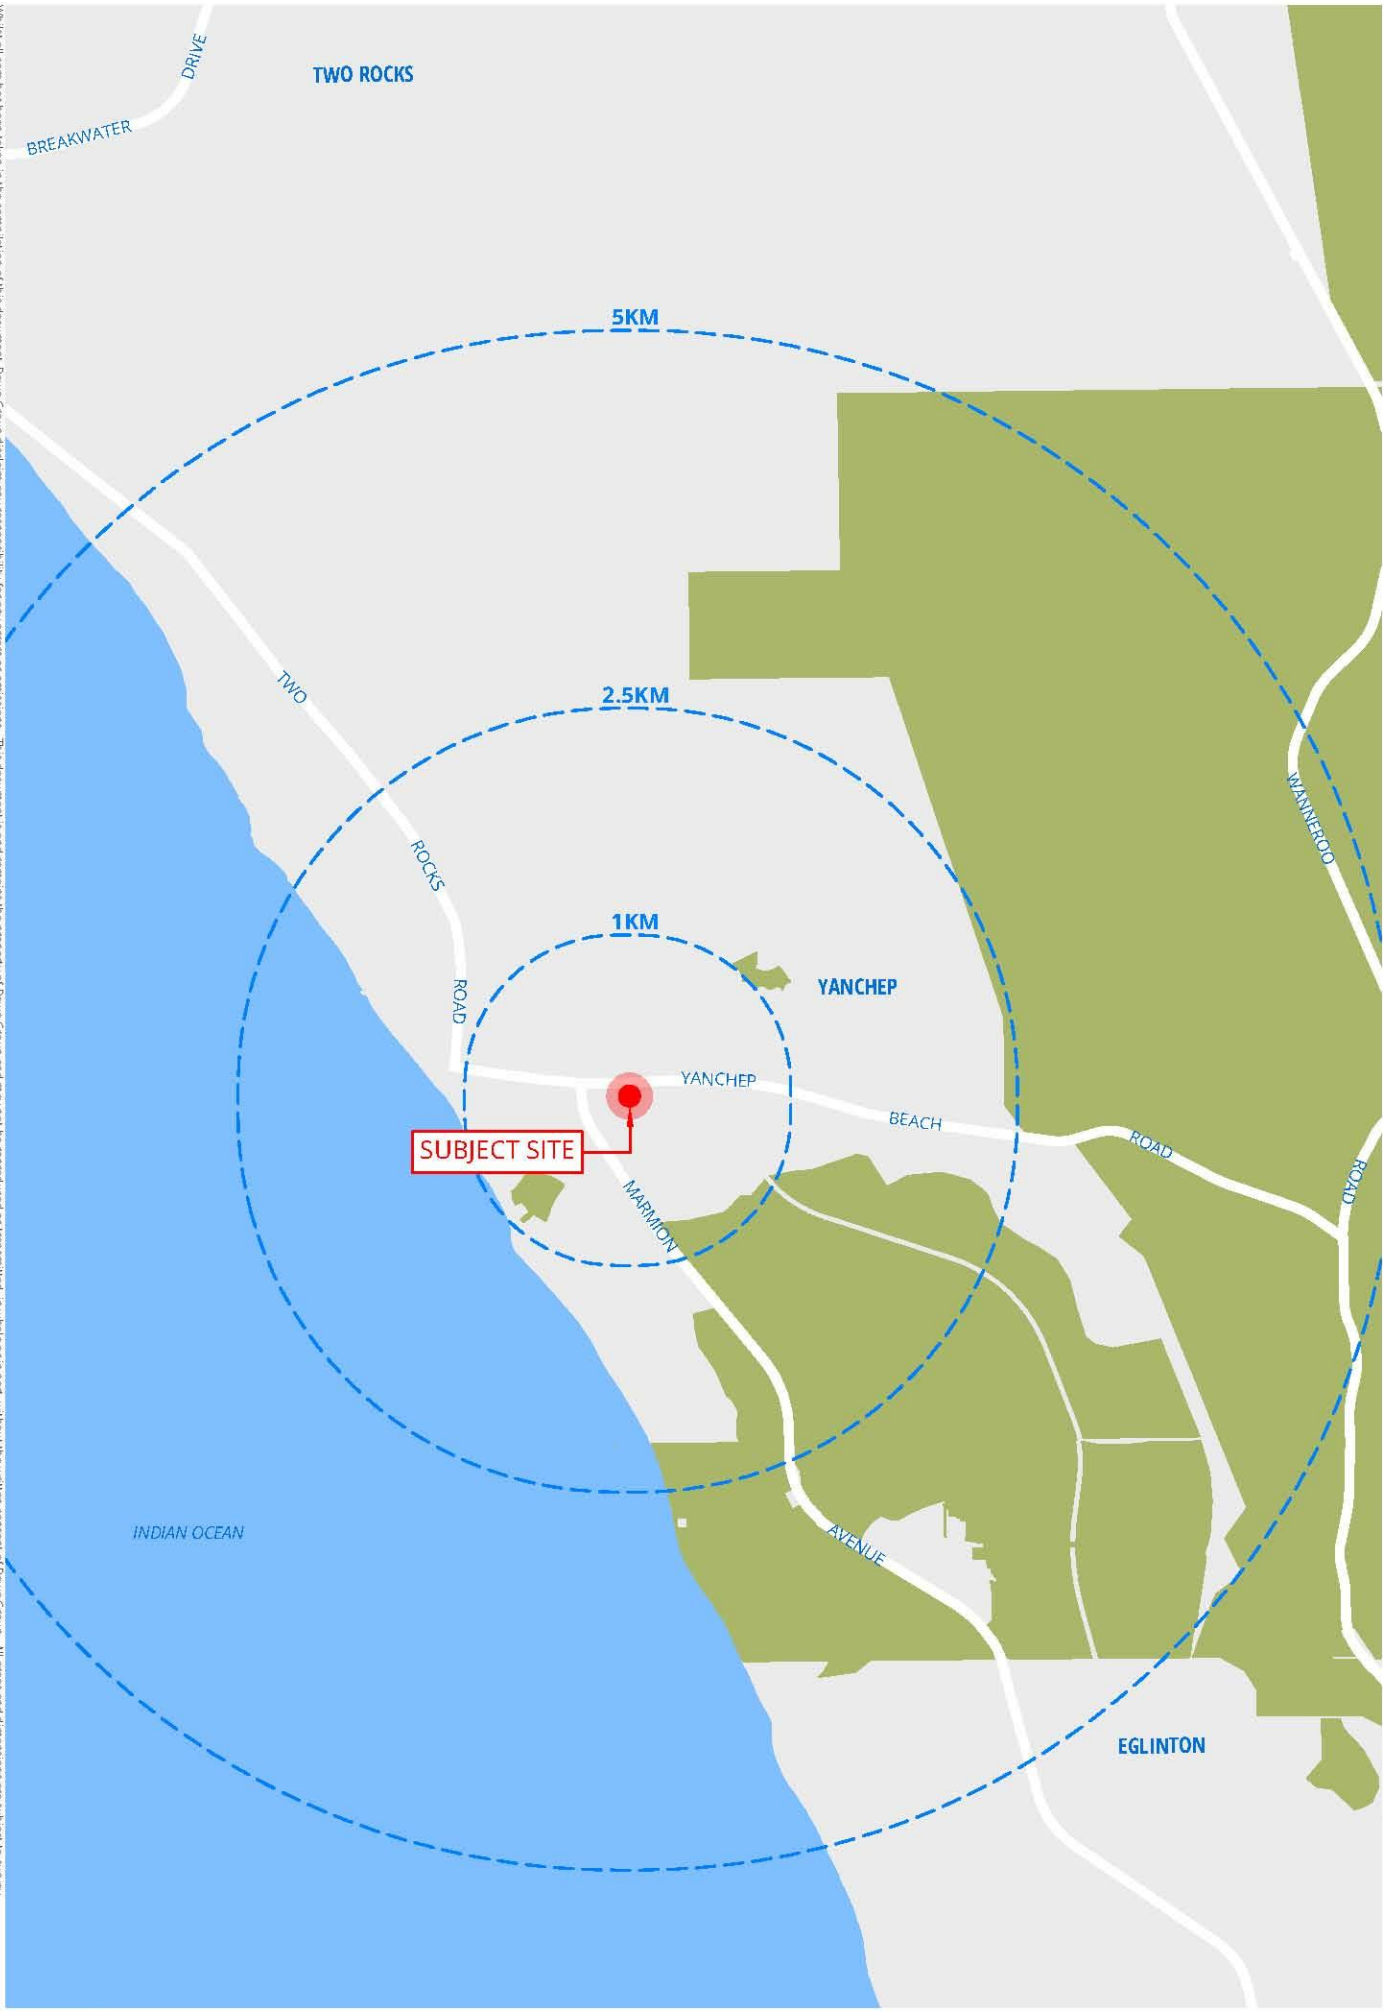 TWO ROCKS
DRIVE
BREAKWATER
5KM
TWO
2.5KM
WANNEROO
ROCKS
1KM
ROAD
YANCHEP
YANCHEP
BEACH
ROAD
SUBJECT SITE
ROAD
MARMION
INDIAN OCEAN
AVENUE
EGLINTON